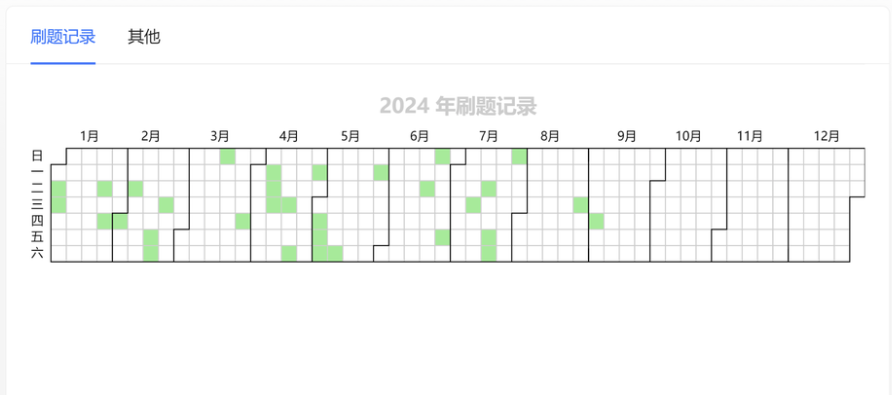 刷题记录 其他
2024 年刷题记录
1月 2月 3月 4月 5月 6月 7月 8月 9月 10月 11月 12月
日
一
二
三
四
五
六